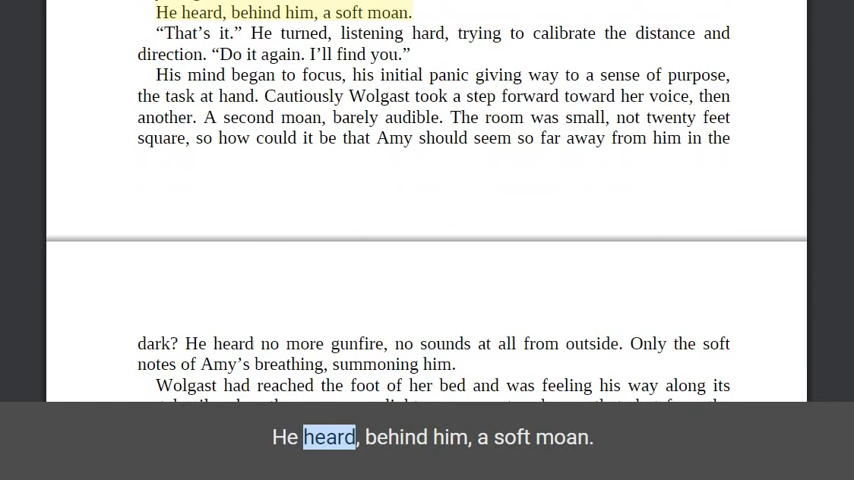 He heard, behind him, a soft moan.
“That’s it.” He turned, listening hard, trying to calibrate the distance and
direction. “Do it again. I’ll find you.”
His mind began to focus, his initial panic giving way to a sense of purpose,
the task at hand. Cautiously Wolgast took a step forward toward her voice, then
another. A second moan, barely audible. The room was small, not twenty feet
square, so how could it be that Amy should seem so far away from him in the
dark? He heard no more gunfire, no sounds at all from outside. Only the soft
notes of Amy’s breathing, summoning him.
Wolgast had reached the foot of her bed and was feeling his way along its
He heard, behind him, a soft moan.